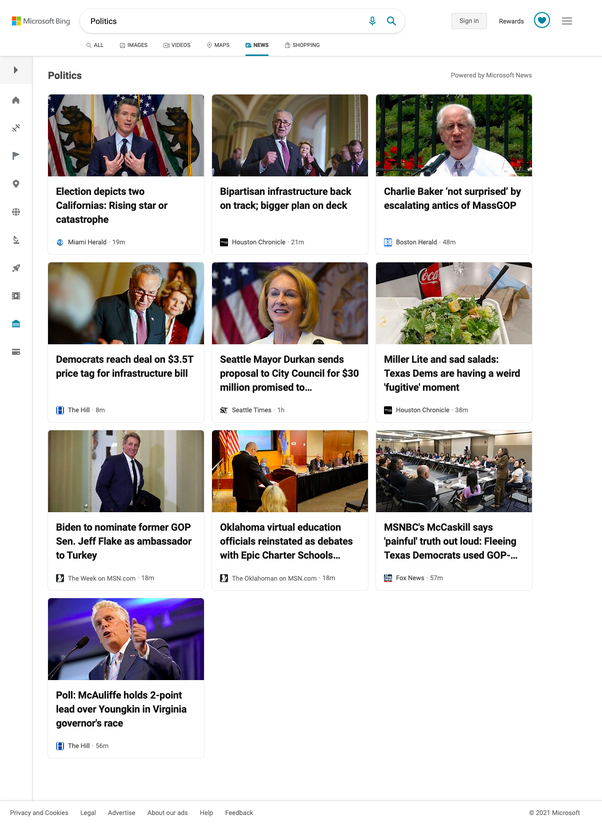 Microsoft Bing
Politics
Sign in
Rewards
ALL
IMAGES
VIDEOS
MAPS
NEWS
SHOPPING
Politics
Powered by Microsoft News
Election depicts two
Californias: Rising star or
catastrophe
Miami Herald · 19m
Bipartisan infrastructure back
on track; bigger plan on deck
Houston Chronicle · 21m
Charlie Baker ‘not surprised’ by
escalating antics of MassGOP
Boston Herald · 48m
Democrats reach deal on $3.5T
price tag for infrastructure bill
The Hill · 8m
Seattle Mayor Durkan sends
proposal to City Council for $30
million promised to...
Seattle Times · 1h
Coca
Miller Lite and sad salads:
Texas Dems are having a weird
'fugitive' moment
Houston Chronicle · 38m
Biden to nominate former GOP
Sen. Jeff Flake as ambassador
to Turkey
The Week on MSN.com · 18m
Oklahoma virtual education
officials reinstated as debates
with Epic Charter Schools...
The Oklahoman on MSN.com · 18m
MSNBC's McCaskill says
'painful' truth out loud: Fleeing
Texas Democrats used GOP-...
Fox News · 57m
Poll: McAuliffe holds 2-point
lead over Youngkin in Virginia
governor's race
The Hill · 56m
Privacy and Cookies
Legal
Advertise
About our ads
Help
Feedback
© 2021 Microsoft